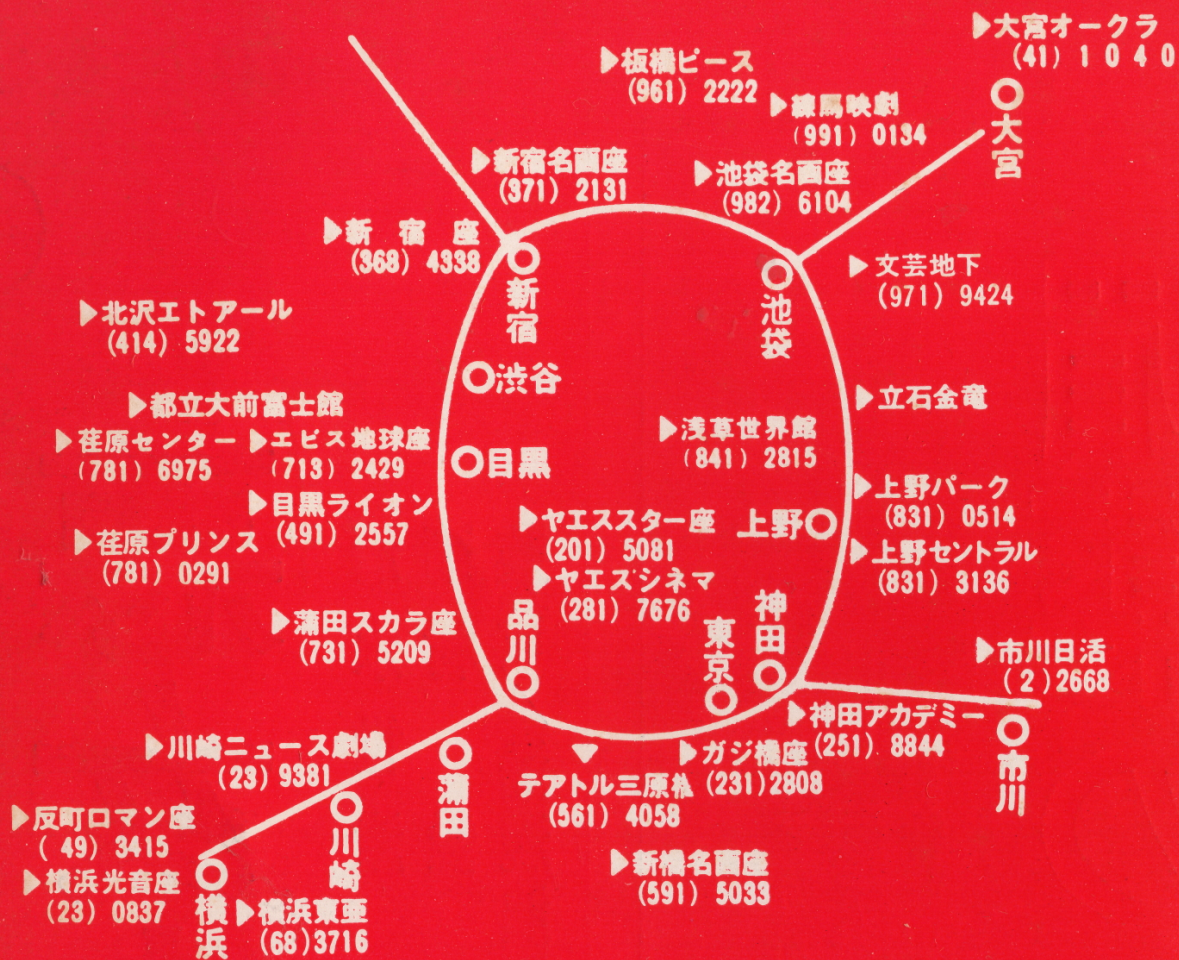 ▶大宮オークラ
(41) 1040
▶板橋ピース
(961) 2222
▶練馬映劇
(991) 0134
大宮
▶新宿名画座
(371) 2131
▶池袋名画座
(982) 6104
▶新宿座
(368) 4338
新宿
池袋
▶文芸地下
(971) 9424
▶北沢エトアール
(414) 5922
渋谷
▶都立大前富士館
▶立石金竜
▶荏原センター
(781) 6975
▶エビス地球座
(713) 2429
目黒
▶浅草世界館
(841) 2815
▶目黒ライオン
(491) 2557
▶荏原プリンス
(781) 0291
▶ヤエススター座
(201) 5081
上野
▶上野パーク
(831) 0514
▶上野セントラル
(831) 3136
▶ヤエスシネマ
(281) 7676
品川
神田
東京
▶蒲田スカラ座
(731) 5209
▶市川日活
(2)2668
市川
▶神田アカデミー
(251) 8844
▶川崎ニュース劇場
(23) 9381
蒲田
▼
テアトル三原橋
(561) 4058
▶ガジ橋座
(231)2808
川崎
▶反町ロマン座
(49) 3415
▶横浜光音座
(23) 0837
横浜
▶横浜東亜
(68)3716
▶新橋名画座
(591) 5033